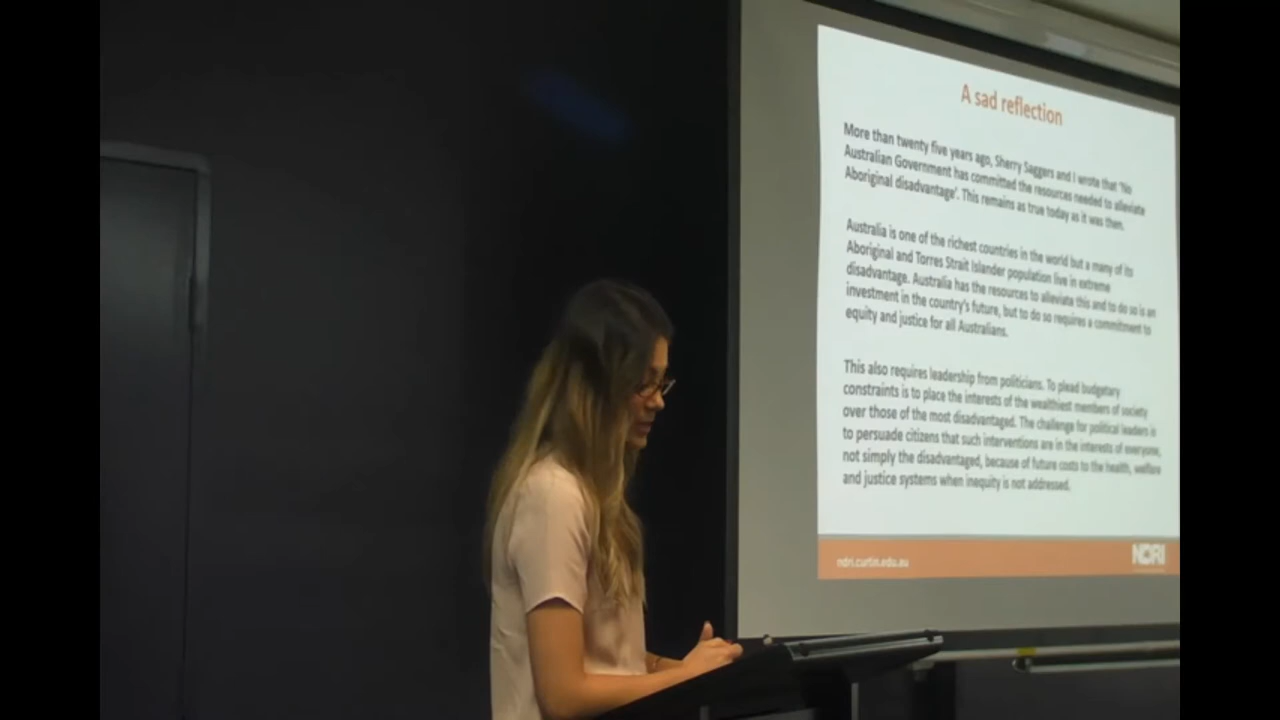 A sad reflection
More than twenty five years ago, Sherry Saggers and I wrote that 'No
Australian Government has committed the resources needed to alleviate
Aboriginal disadvantage'. This remains as true today as it was then.
Australia is one of the richest countries in the world but a many of its
Aboriginal and Torres Strait Islander population live in extreme
disadvantage. Australia has the resources to alleviate this and to do so is an
investment in the country's future, but to do so requires a commitment to
equity and justice for all Australians.
This also requires leadership from politicians. To plead budgetary
constraints is to place the interests of the wealthiest members of society
over those of the most disadvantaged. The challenge for political leaders is
to persuade citizens that such interventions are in the interests of everyone,
not simply the disadvantaged, because of future costs to the health, welfare
and justice systems when inequity is not addressed.
ndri.curtin.edu.au
NDRI